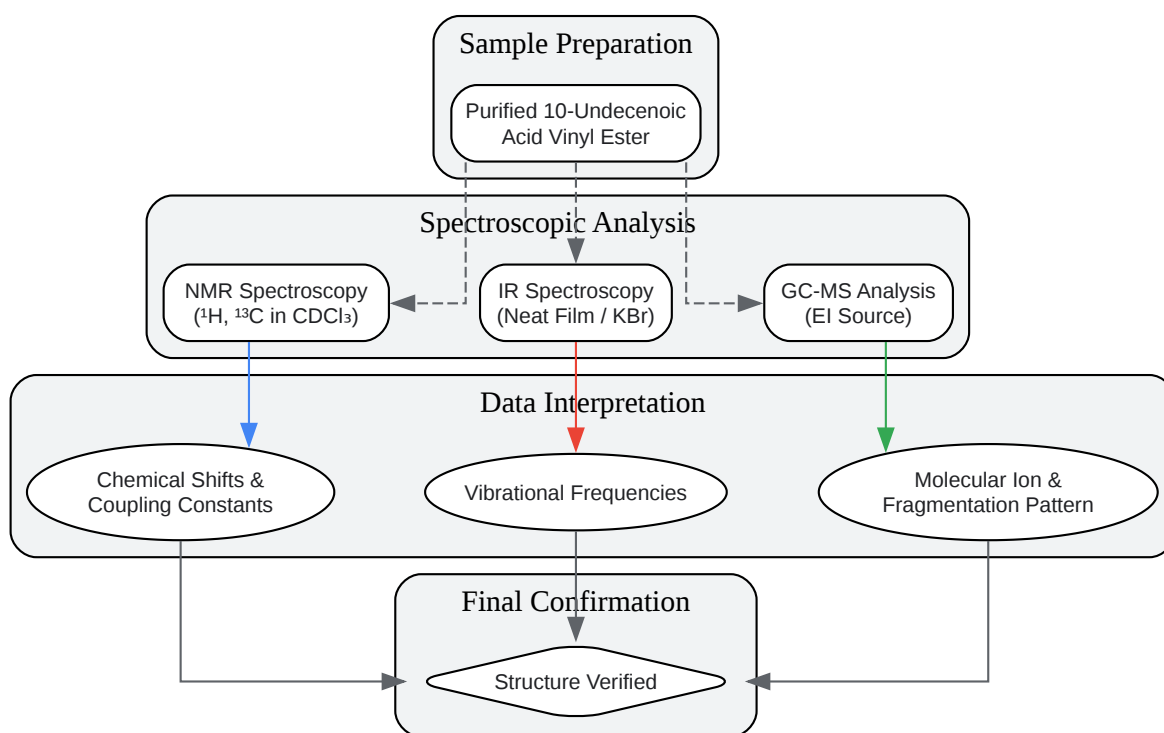 Sample Preparation
Purified 10-Undecenoic
Acid Vinyl Ester
Spectroscopic Analysis
NMR Spectroscopy
(¹H, ¹³C in CDCl₃)
IR Spectroscopy
(Neat Film / KBr)
GC-MS Analysis
(EI Source)
Data Interpretation
Chemical Shifts &
Coupling Constants
Vibrational Frequencies
Molecular Ion &
Fragmentation Pattern
Final Confirmation
Structure Verified